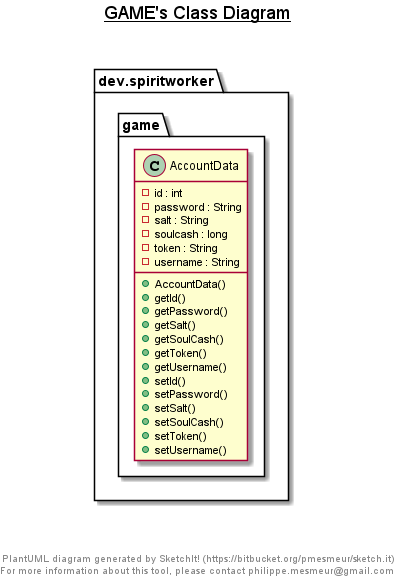 GAME's Class Diagram
dev.spiritworker
game
C AccountData
id : int
password : String
salt : String
soulcash : long
token : String
username : String
AccountData()
getId()
getPassword()
getSalt()
getSoulCash()
getToken()
getUsername()
setId()
setPassword()
setSalt()
setSoulCash()
setToken()
setUsername()
PlantUML diagram generated by SketchIt! (https://bitbucket.org/pmesmeur/sketch.it)
For more information about this tool, please contact philippe.mesmeur@gmail.com